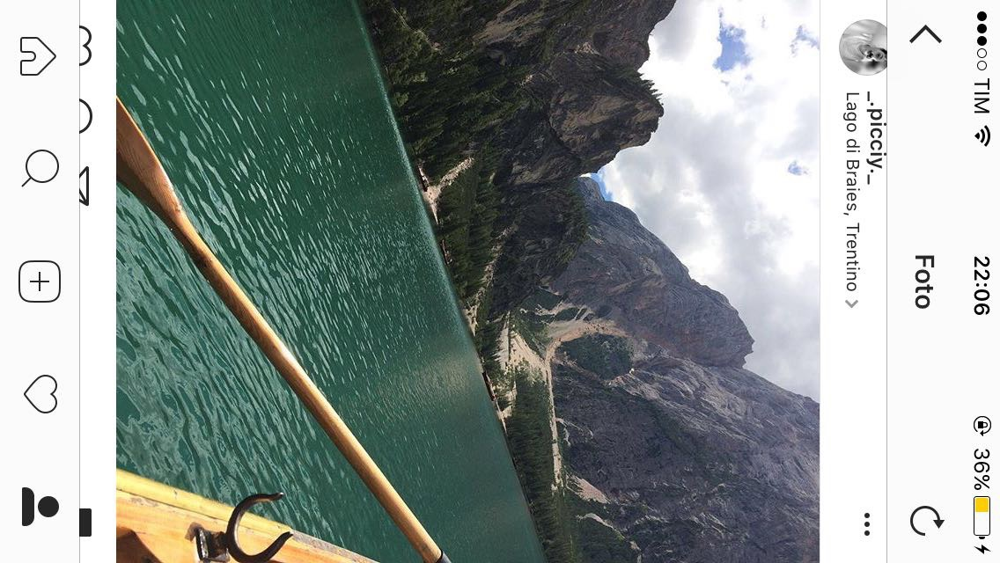 TIM 22:06 36%
Foto
_.picciy._
Lago di Braies, Trentino